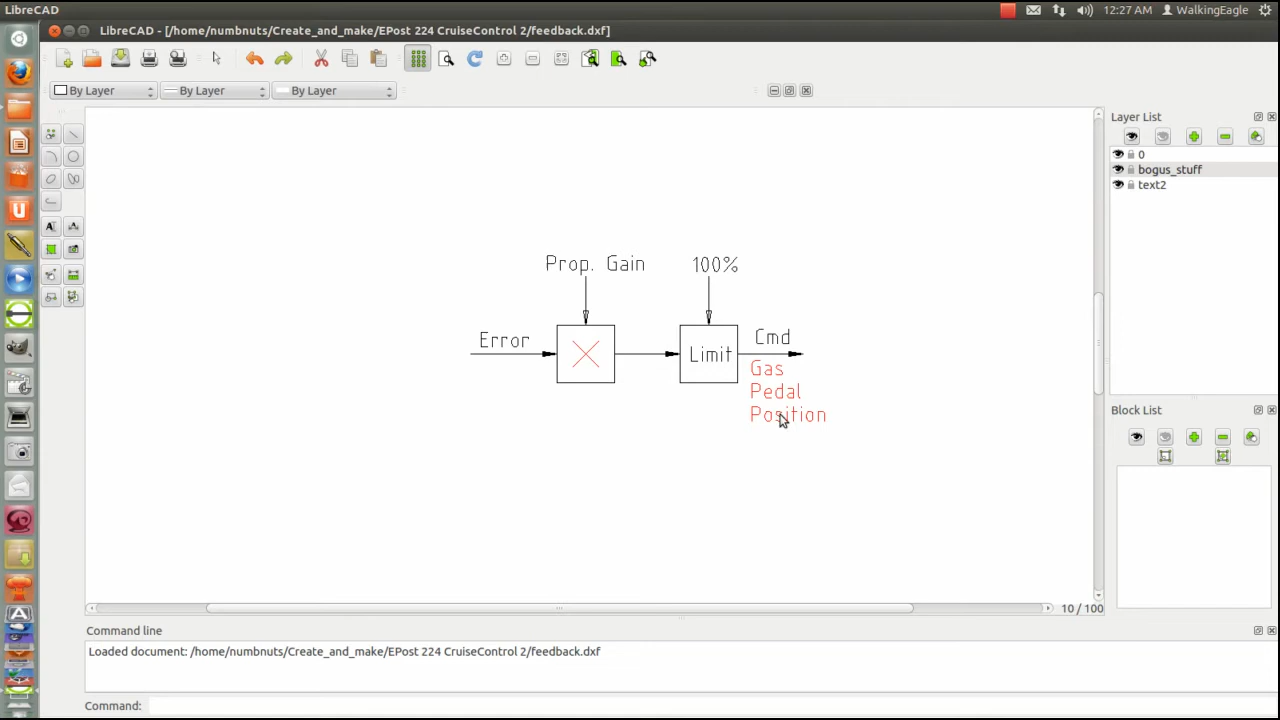 LibreCAD
12:27 AM
WalkingEagle
LibreCAD - [/home/numbnuts/Create_and_make/EPost 224 CruiseControl 2/feedback.dxf]
By Layer
By Layer
By Layer
Layer List
0
bogus_stuff
text2
Prop. Gain
100%
Error
Limit
Cmd
Gas
Pedal
Position
Block List
10 / 100
Command line
Loaded document: /home/numbnuts/Create_and_make/EPost 224 CruiseControl 2/feedback.dxf
Command: